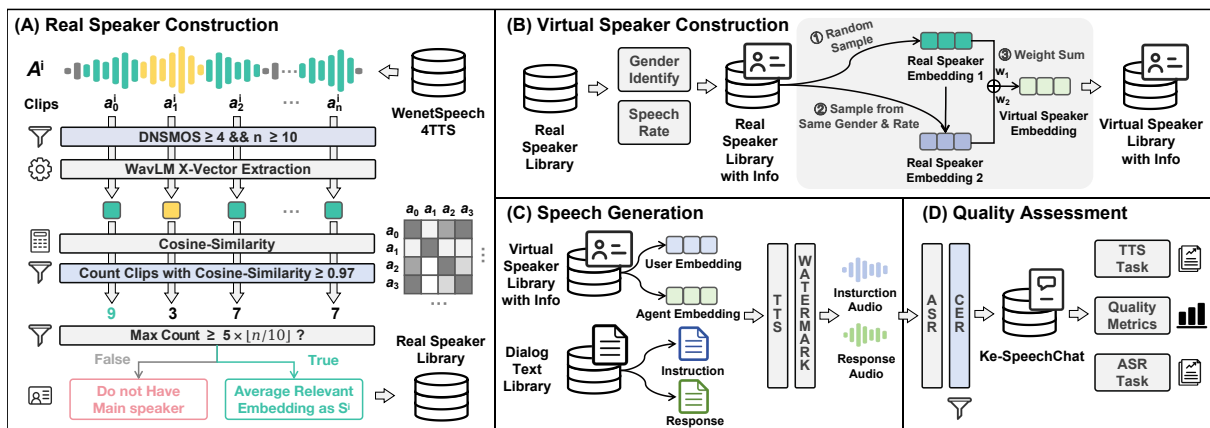 (A) Real Speaker Construction
A^i
Clips
a_0^i a_1^i a_2^i ... a_n^i
WenetSpeech
4TTS
DNSMOS ≥ 4 && n ≥ 10
WavLM X-Vector Extraction
...
a_0 a_1 a_2 a_3
a_0
a_1
a_2
a_3
...
...
Cosine-Similarity
Count Clips with Cosine-Similarity ≥ 0.97
9 3 7 7
Max Count ≥ 5 × ⌊n/10⌋ ?
False
True
Do not Have
Main speaker
Average Relevant
Embedding as S^i
Real Speaker
Library
(B) Virtual Speaker Construction
Real
Speaker
Library
Gender
Identify
Speech
Rate
Real
Speaker
Library
with Info
① Random
Sample
② Sample from
Same Gender & Rate
Real Speaker
Embedding 1
Real Speaker
Embedding 2
W_1
W_2
③ Weight Sum
Virtual Speaker
Embedding
Virtual Speaker
Library
with Info
(C) Speech Generation
Virtual
Speaker
Library
with Info
User Embedding
Agent Embedding
Dialog
Text
Library
Instruction
Response
TTS
WATERMARK
Insturction
Audio
Response
Audio
(D) Quality Assessment
ASR
CER
Ke-SpeechChat
TTS
Task
Quality
Metrics
ASR
Task